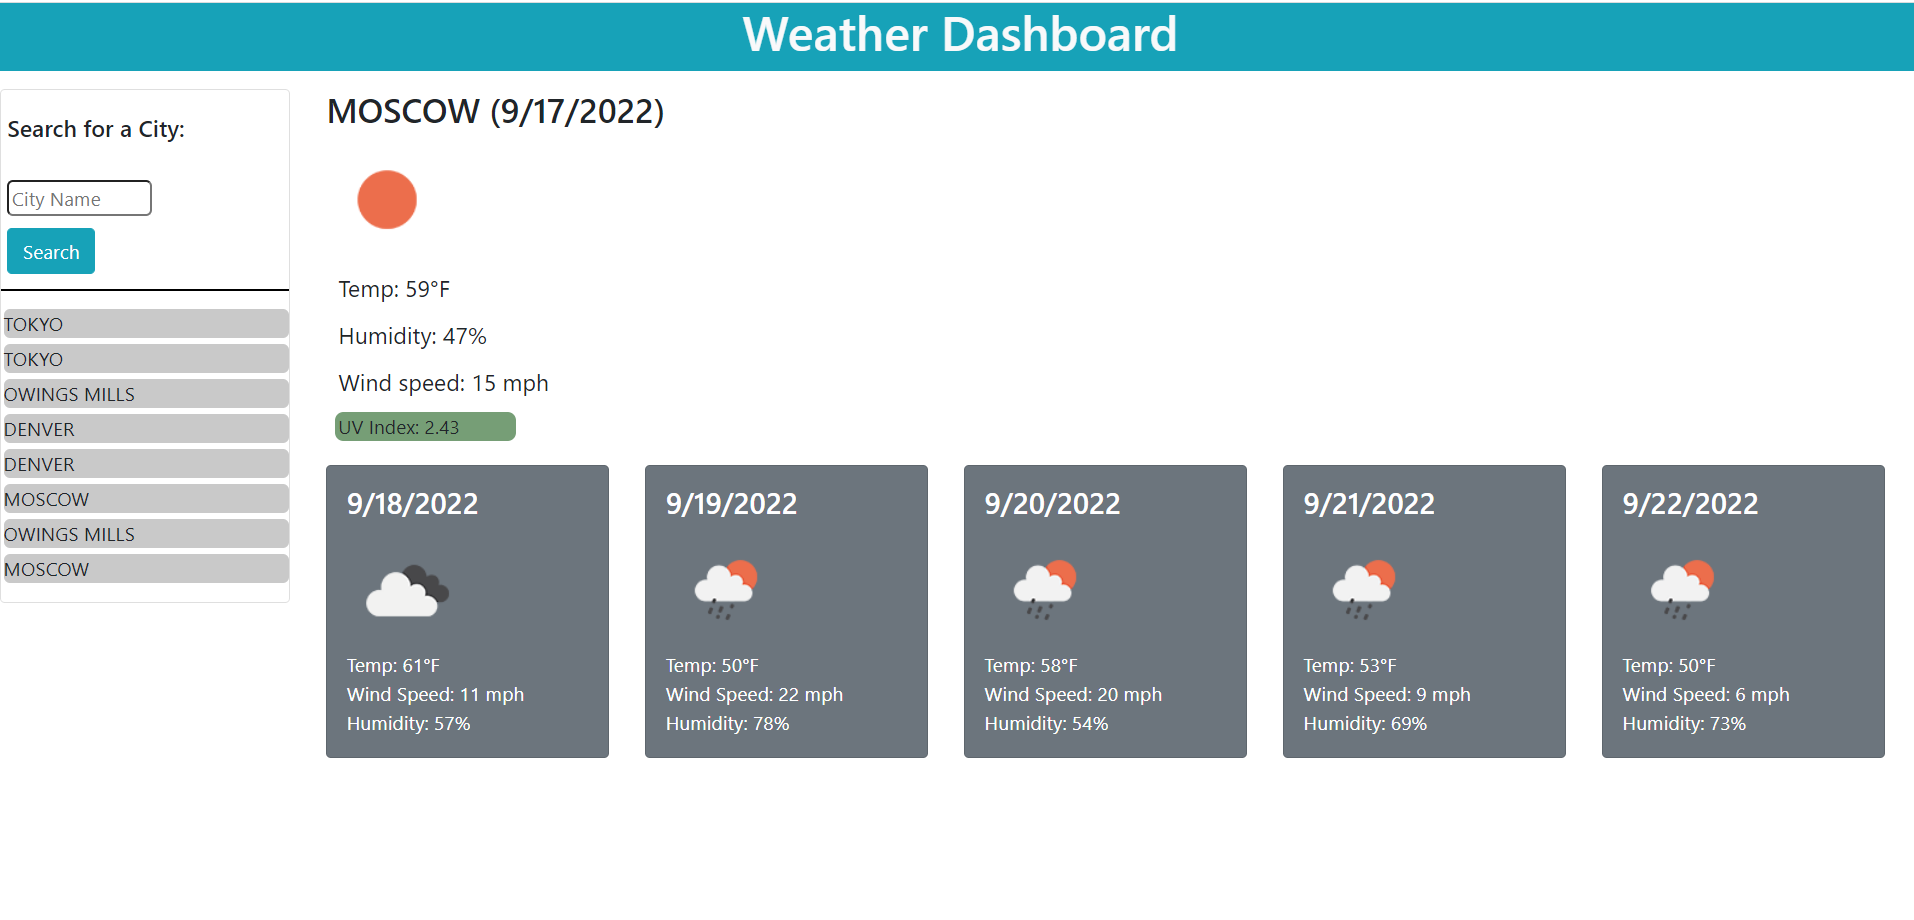 Weather Dashboard
Search for a City:
City Name
Search
TOKYO
TOKYO
OWINGS MILLS
DENVER
DENVER
MOSCOW
OWINGS MILLS
MOSCOW
MOSCOW (9/17/2022)
Temp: 59°F
Humidity: 47%
Wind speed: 15 mph
UV Index: 2.43
9/18/2022
Temp: 61°F
Wind Speed: 11 mph
Humidity: 57%
9/19/2022
Temp: 50°F
Wind Speed: 22 mph
Humidity: 78%
9/20/2022
Temp: 58°F
Wind Speed: 20 mph
Humidity: 54%
9/21/2022
Temp: 53°F
Wind Speed: 9 mph
Humidity: 69%
9/22/2022
Temp: 50°F
Wind Speed: 6 mph
Humidity: 73%